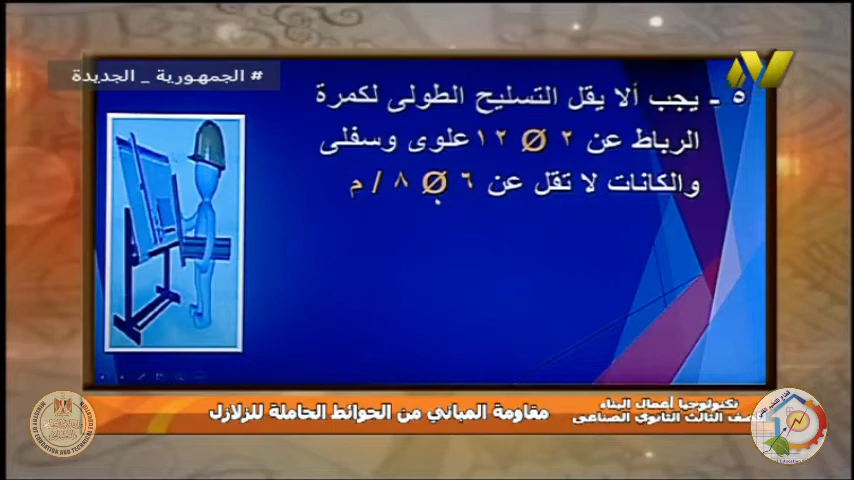 # الجمهورية _ الجديدة
٥ - يجب ألا يقل التسليح الطولى لكمرة
الرباط عن ٢ Ø ١٢ علوى وسفلى
والكانات لا تقل عن ٦ Ø ٨ / م
تكنولوجيا أعمال البناء
الصف الثالث الثانوي الصناعى
مقاومة المباني من الحوائط الحاملة للزلازل